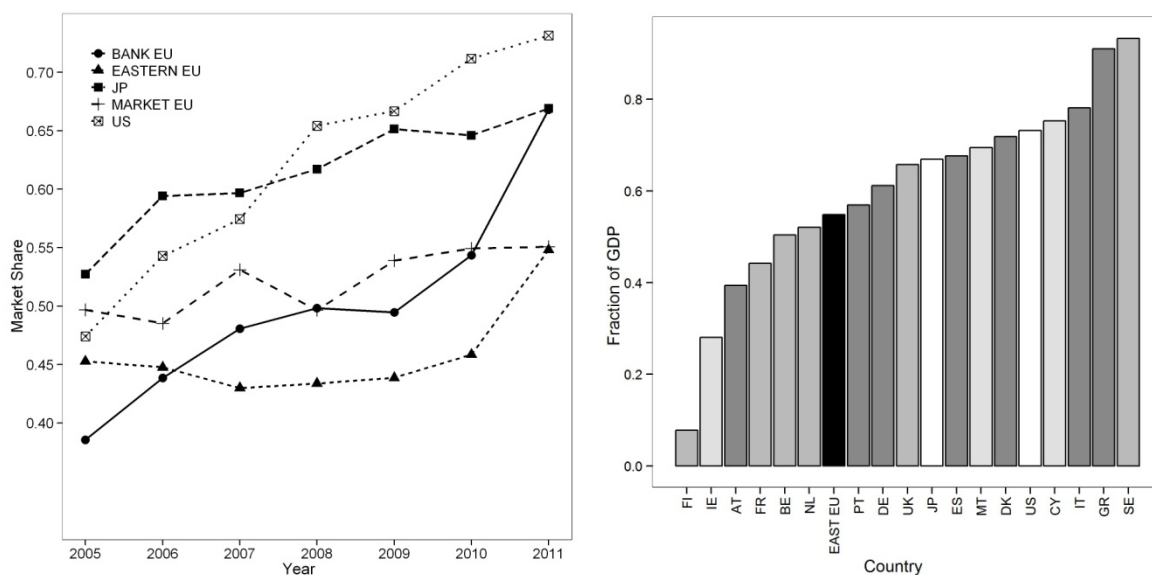 BANK EU
EASTERN EU
JP
MARKET EU
US
0.70
0.65
0.60
0.55
0.50
0.45
0.40
Market Share
2005 2006 2007 2008 2009 2010 2011
Year
0.8
0.6
0.4
0.2
0.0
Fraction of GDP
FI IE AT FR BE NL EAST EU PT DE UK JP ES MT DK US CY IT GR SE
Country